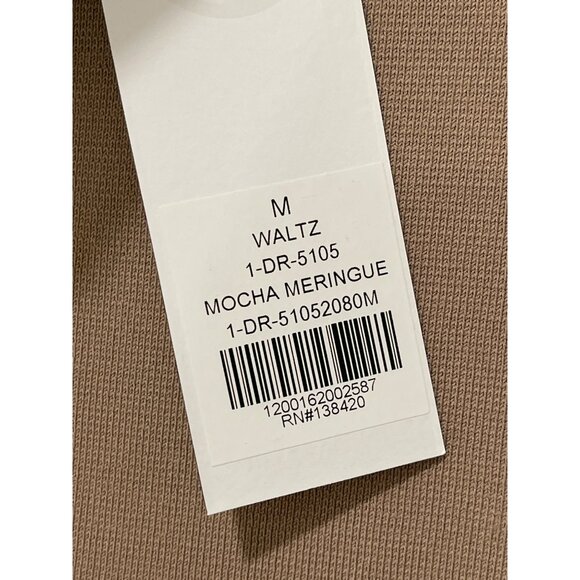 M
WALTZ
1-DR-5105
MOCHA MERINGUE
1-DR-51052080M
1200162002587
RN#138420